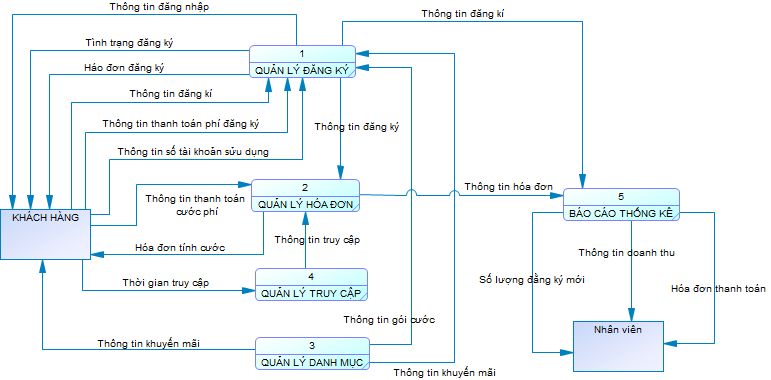 Thông tin đăng nhập
Thông tin đăng kí
Tình trạng đăng ký
1
QUẢN LÝ ĐĂNG KÝ
Háo đơn đăng ký
Thông tin đăng kí
Thông tin thanh toán phí đăng ký
Thông tin đăng ký
Thông tin số tài khoản sửu dụng
2
QUẢN LÝ HÓA ĐƠN
Thông tin hóa đơn
5
BÁO CÁO THỐNG KÊ
Thông tin thanh toán
cước phí
KHÁCH HÀNG
Hóa đơn tính cước
Thông tin truy cập
Thông tin doanh thu
4
QUẢN LÝ TRUY CẬP
Thời gian truy cập
Số lượng đằng ký mới
Hóa đơn thanh toán
Thông tin gói cước
Nhân viên
Thông tin khuyến mãi
3
QUẢN LÝ DANH MỤC
Thông tin khuyến mãi